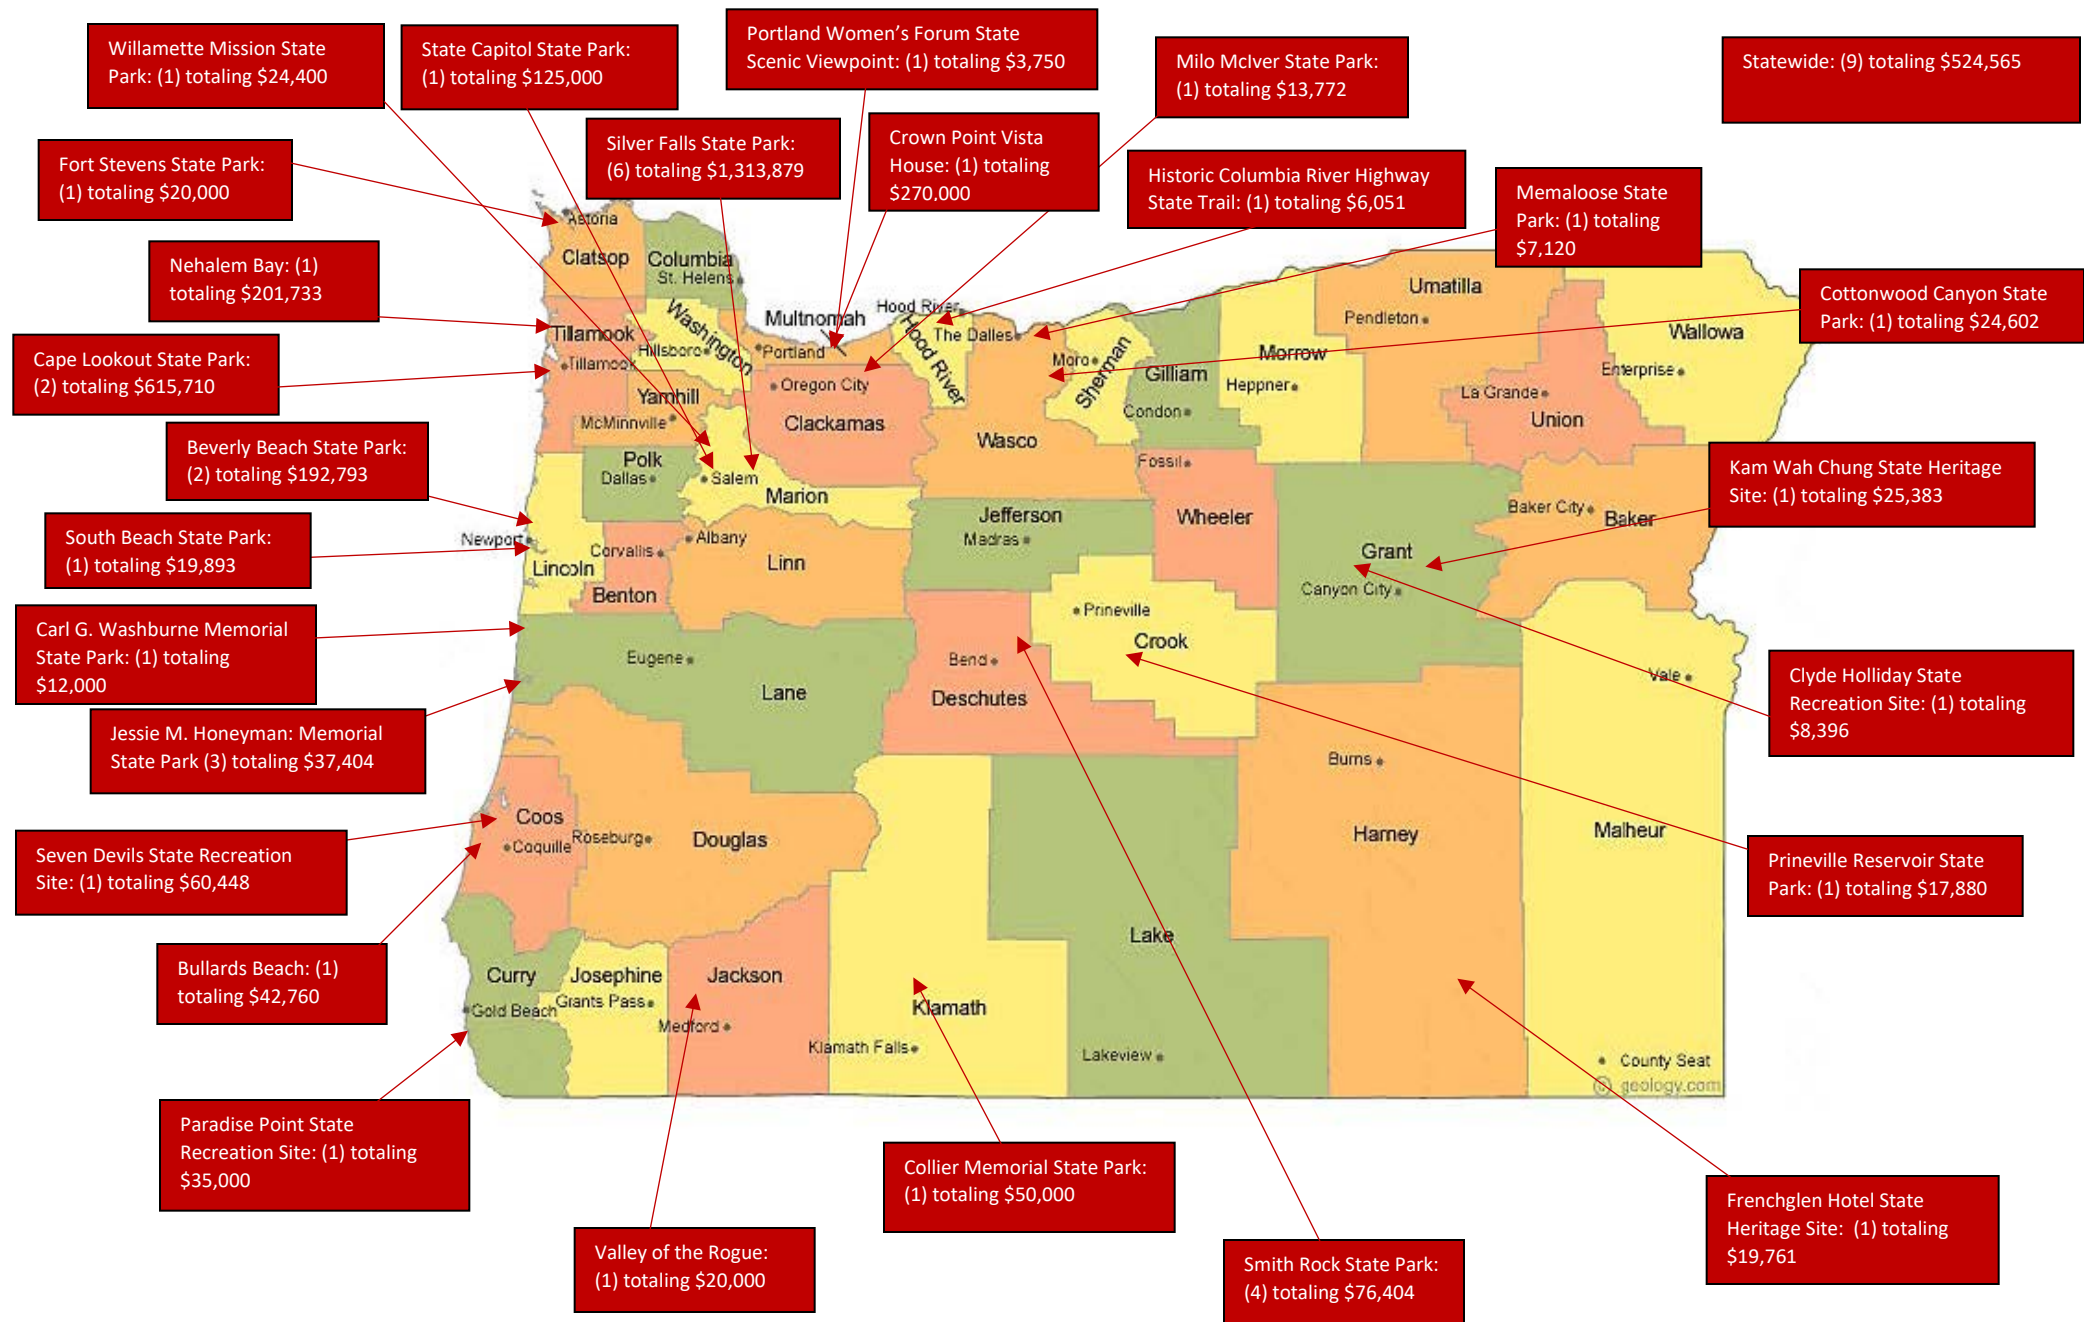 Willamette Mission State
Park: (1) totaling $24,400
State Capitol State Park:
(1) totaling $125,000
Portland Women’s Forum State
Scenic Viewpoint: (1) totaling $3,750
Milo McIver State Park:
(1) totaling $13,772
Statewide: (9) totaling $524,565
Fort Stevens State Park:
(1) totaling $20,000
Silver Falls State Park:
(6) totaling $1,313,879
Crown Point Vista
House: (1) totaling
$270,000
Historic Columbia River Highway
State Trail: (1) totaling $6,051
Memaloose State
Park: (1) totaling
$7,120
Nehalem Bay: (1)
totaling $201,733
Cottonwood Canyon State
Park: (1) totaling $24,602
Cape Lookout State Park:
(2) totaling $615,710
Beverly Beach State Park:
(2) totaling $192,793
Kam Wah Chung State Heritage
Site: (1) totaling $25,383
South Beach State Park:
(1) totaling $19,893
Carl G. Washburne Memorial
State Park: (1) totaling
$12,000
Clyde Holliday State
Recreation Site: (1) totaling
$8,396
Jessie M. Honeyman: Memorial
State Park (3) totaling $37,404
Seven Devils State Recreation
Site: (1) totaling $60,448
Prineville Reservoir State
Park: (1) totaling $17,880
Bullards Beach: (1)
totaling $42,760
Paradise Point State
Recreation Site: (1) totaling
$35,000
Collier Memorial State Park:
(1) totaling $50,000
Frenchglen Hotel State
Heritage Site: (1) totaling
$19,761
Valley of the Rogue:
(1) totaling $20,000
Smith Rock State Park:
(4) totaling $76,404
Astoria
Clatsop
Columbia
St. Helens
Tillamook
Tillamook
Washington
Hillsboro
Multnomah
Portland
Hood River
Hood River
The Dalles
Moro
Sherman
Gilliam
Condon
Morrow
Heppner
Umatilla
Pendleton
Wallowa
Enterprise
La Grande
Union
Yamhill
McMinnville
Oregon City
Clackamas
Wasco
Polk
Dallas
Salem
Marion
Fossil
Wheeler
Jefferson
Madras
Baker City
Baker
Grant
Canyon City
Newport
Lincoln
Corvallis
Benton
Albany
Linn
Prineville
Crook
Eugene
Lane
Bend
Deschutes
Vale
Malheur
Burns
Harney
Coos
Coquille
Roseburg
Douglas
Curry
Gold Beach
Josephine
Grants Pass
Jackson
Medford
Klamath
Klamath Falls
Lake
Lakeview
County Seat
© geology.com